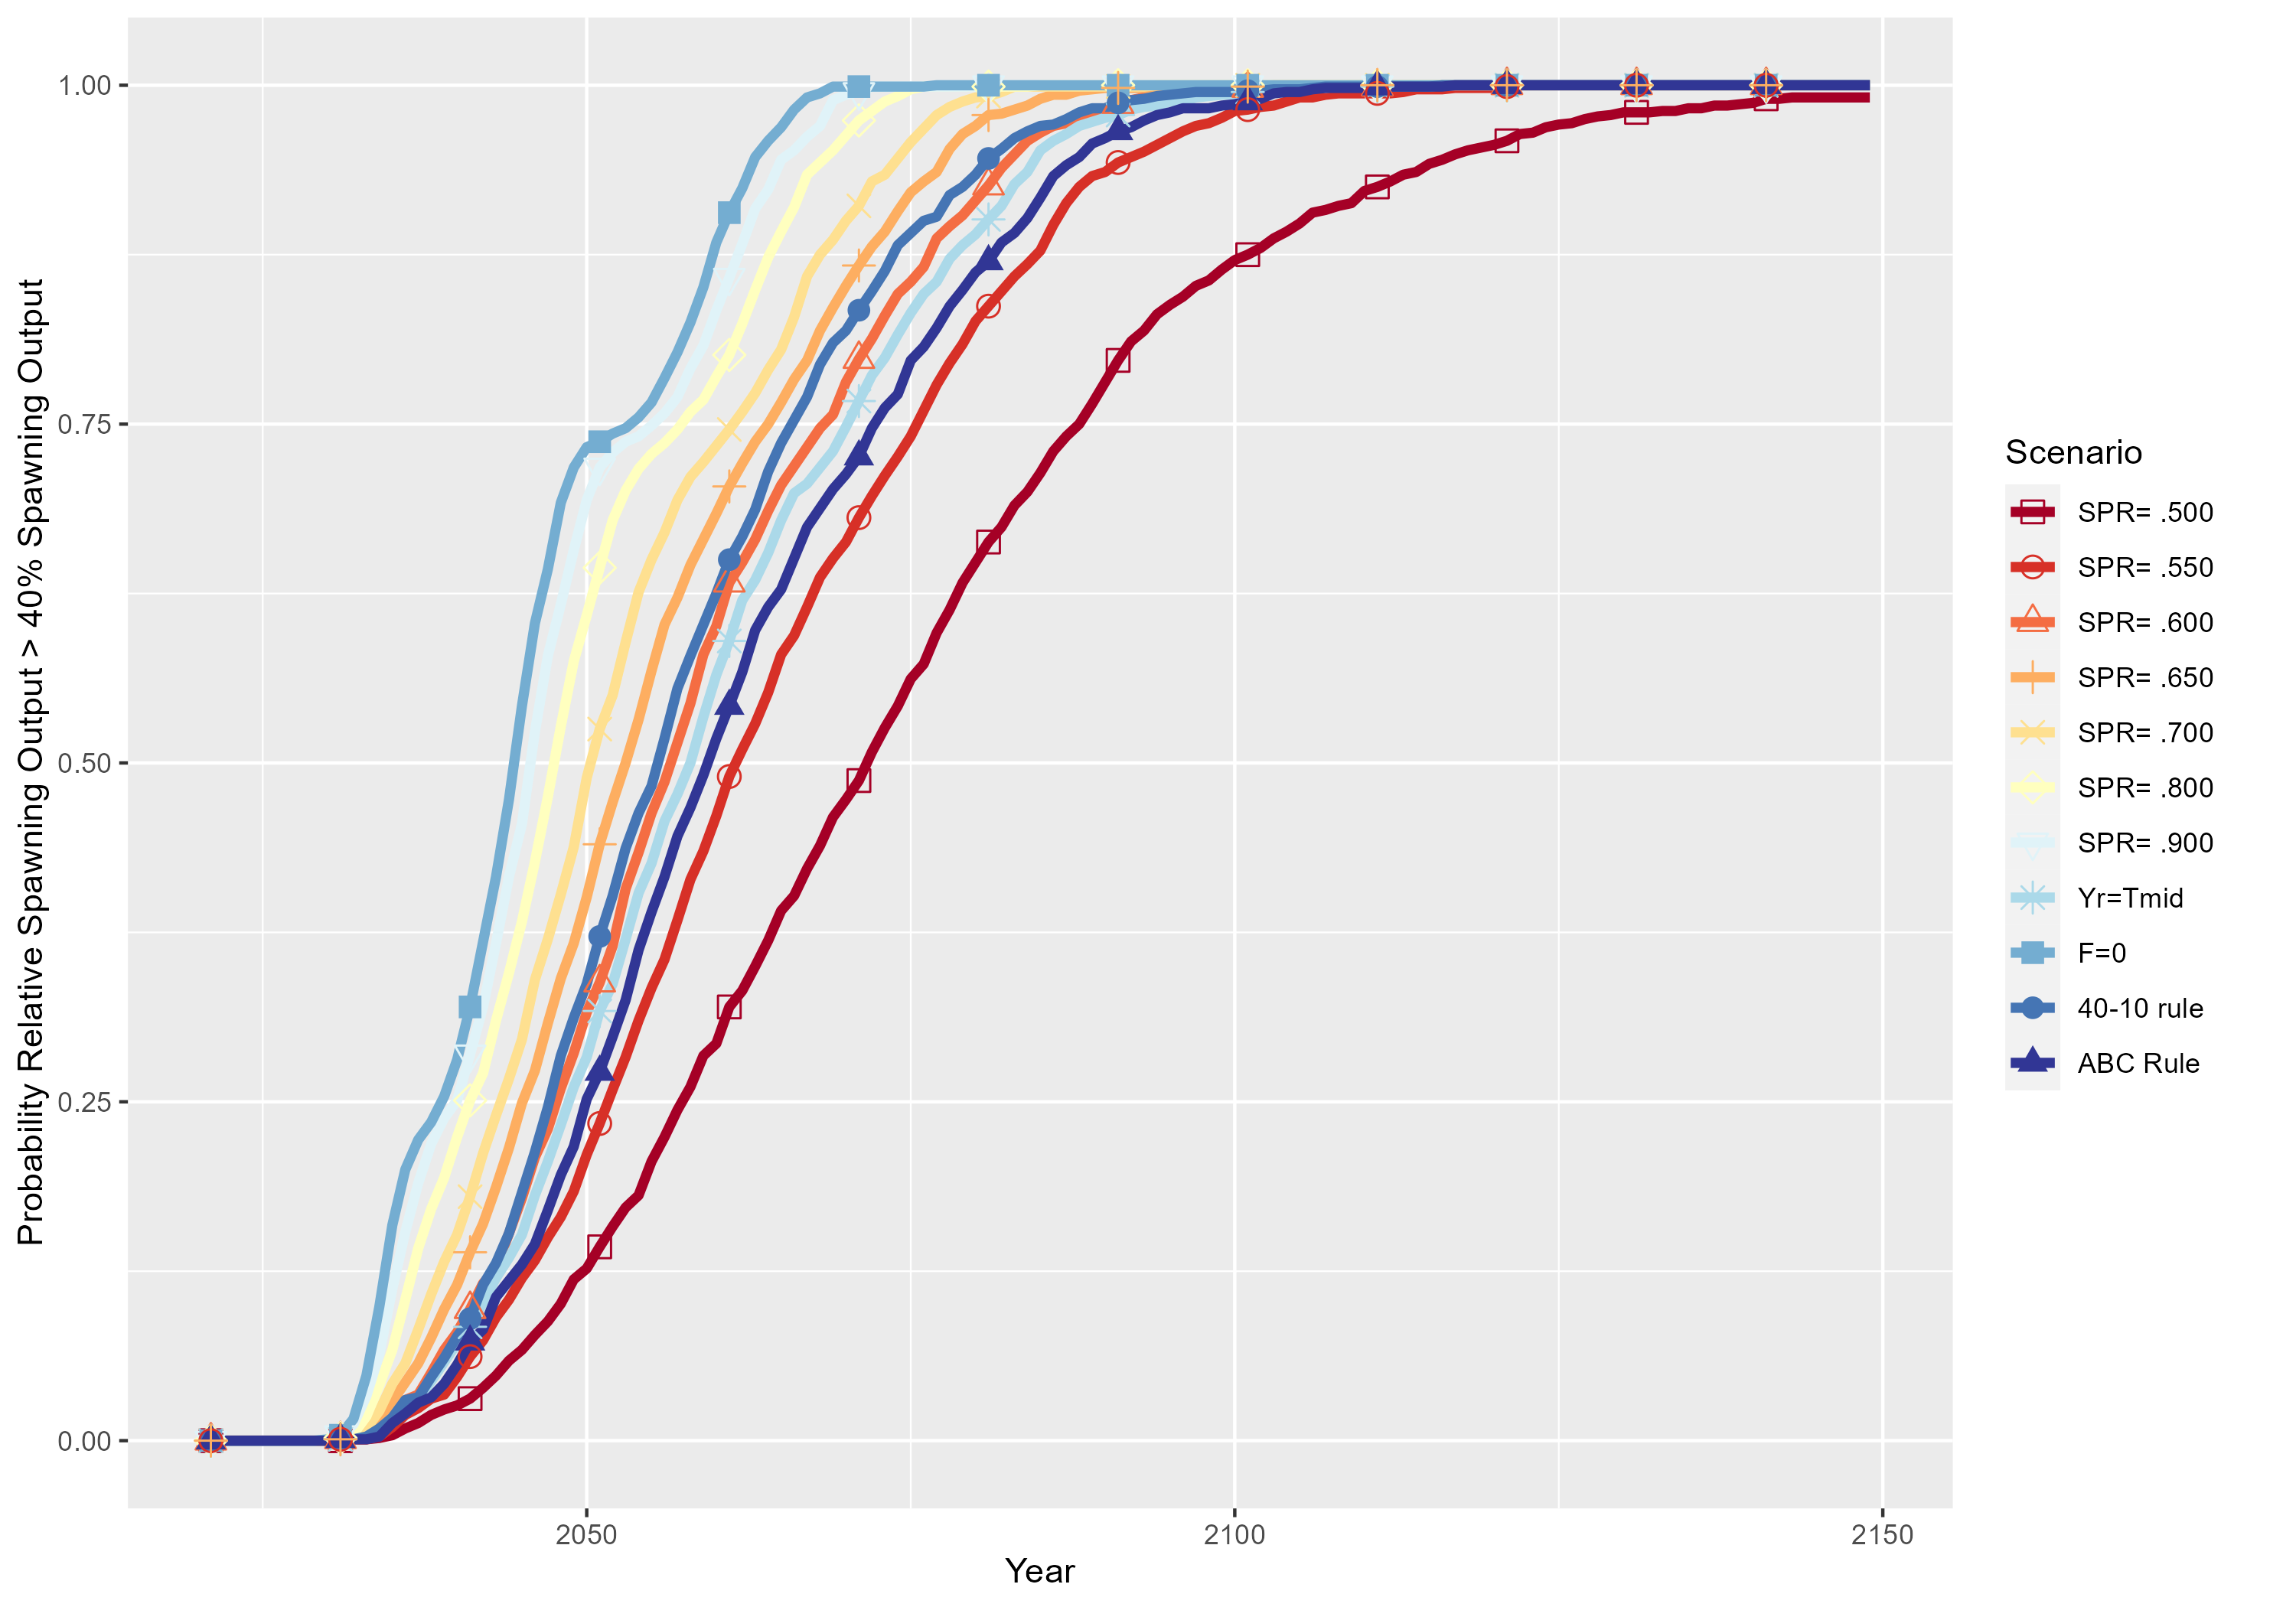 Probability Relative Spawning Output > 40% Spawning Output
1.00
0.75
0.50
0.25
0.00
2050
2100
2150
Year
Scenario
SPR= .500
SPR= .550
SPR= .600
SPR= .650
SPR= .700
SPR= .800
SPR= .900
Yr=Tmid
F=0
40-10 rule
ABC Rule